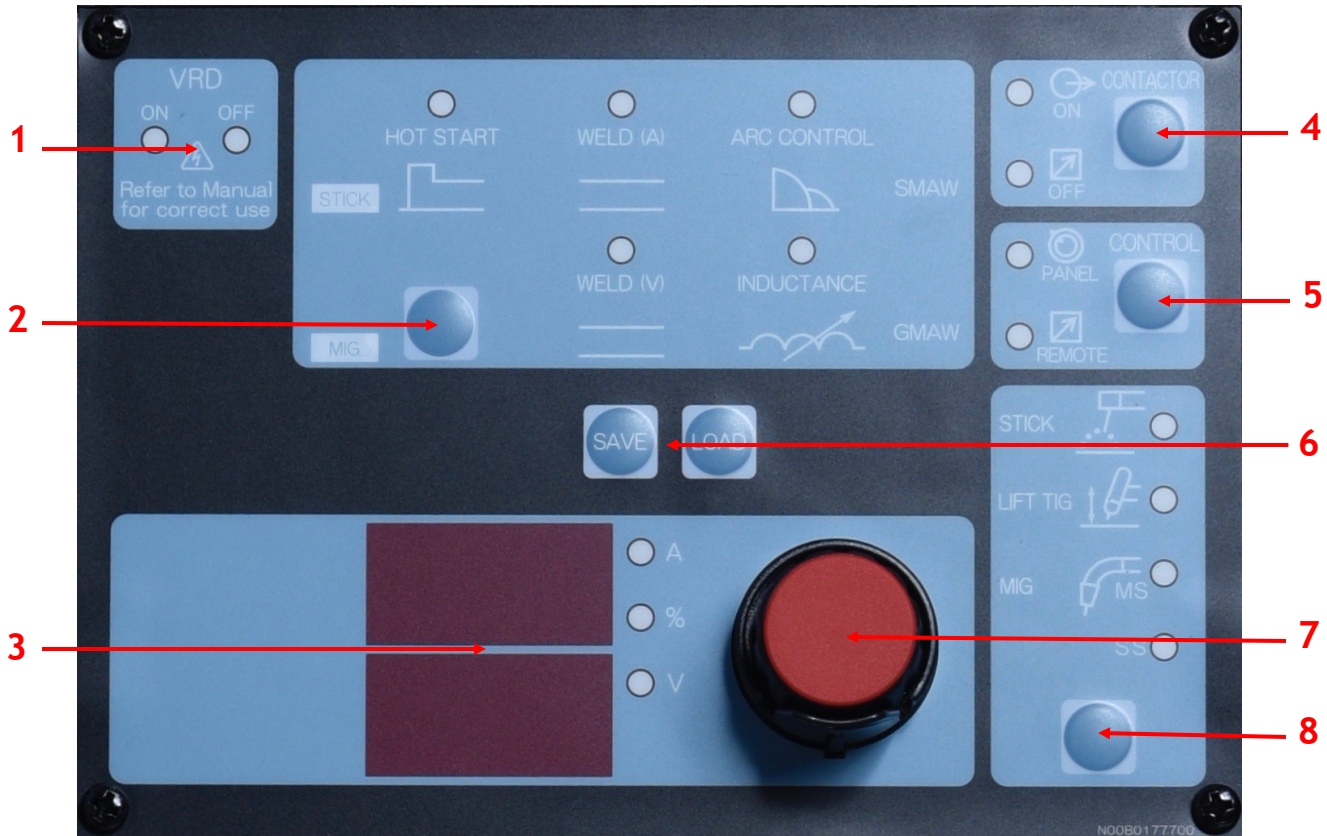 VRD
ON OFF
Refer to Manual
for correct use
1
HOT START WELD (A) ARC CONTROL
STICK SMAW
WELD (V) INDUCTANCE
2
MIG GMAW
CONTACTOR
ON
OFF
4
CONTROL
PANEL
REMOTE
5
SAVE LOAD
6
A
%
V
3
7
STICK
LIFT TIG
MIG MS
SS
8
N00B0177700